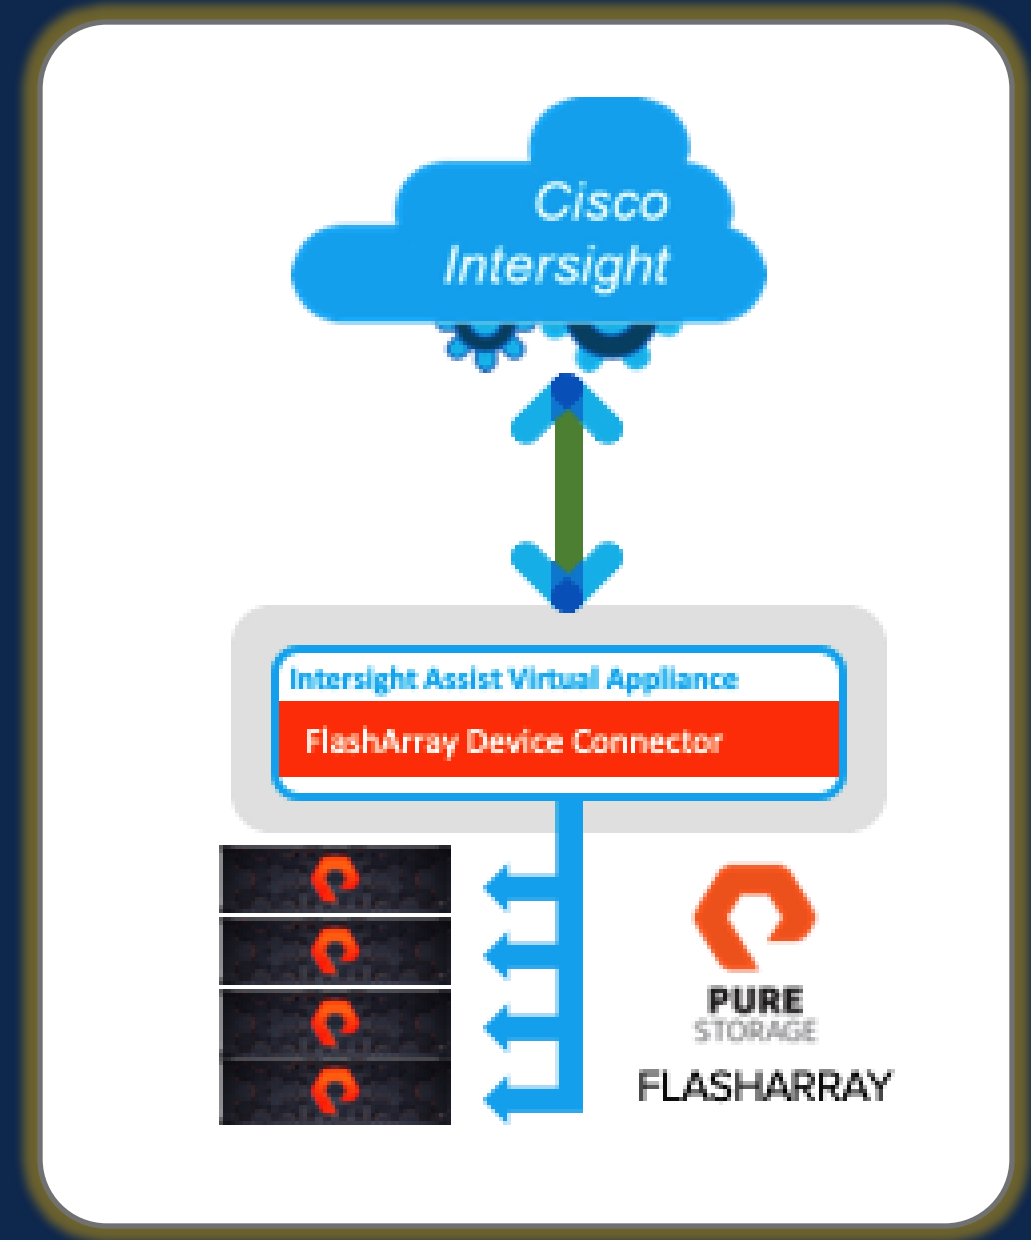 Cisco
Intersight
Intersight Assist Virtual Appliance
FlashArray Device Connector
PURE
STORAGE
FLASHARRAY